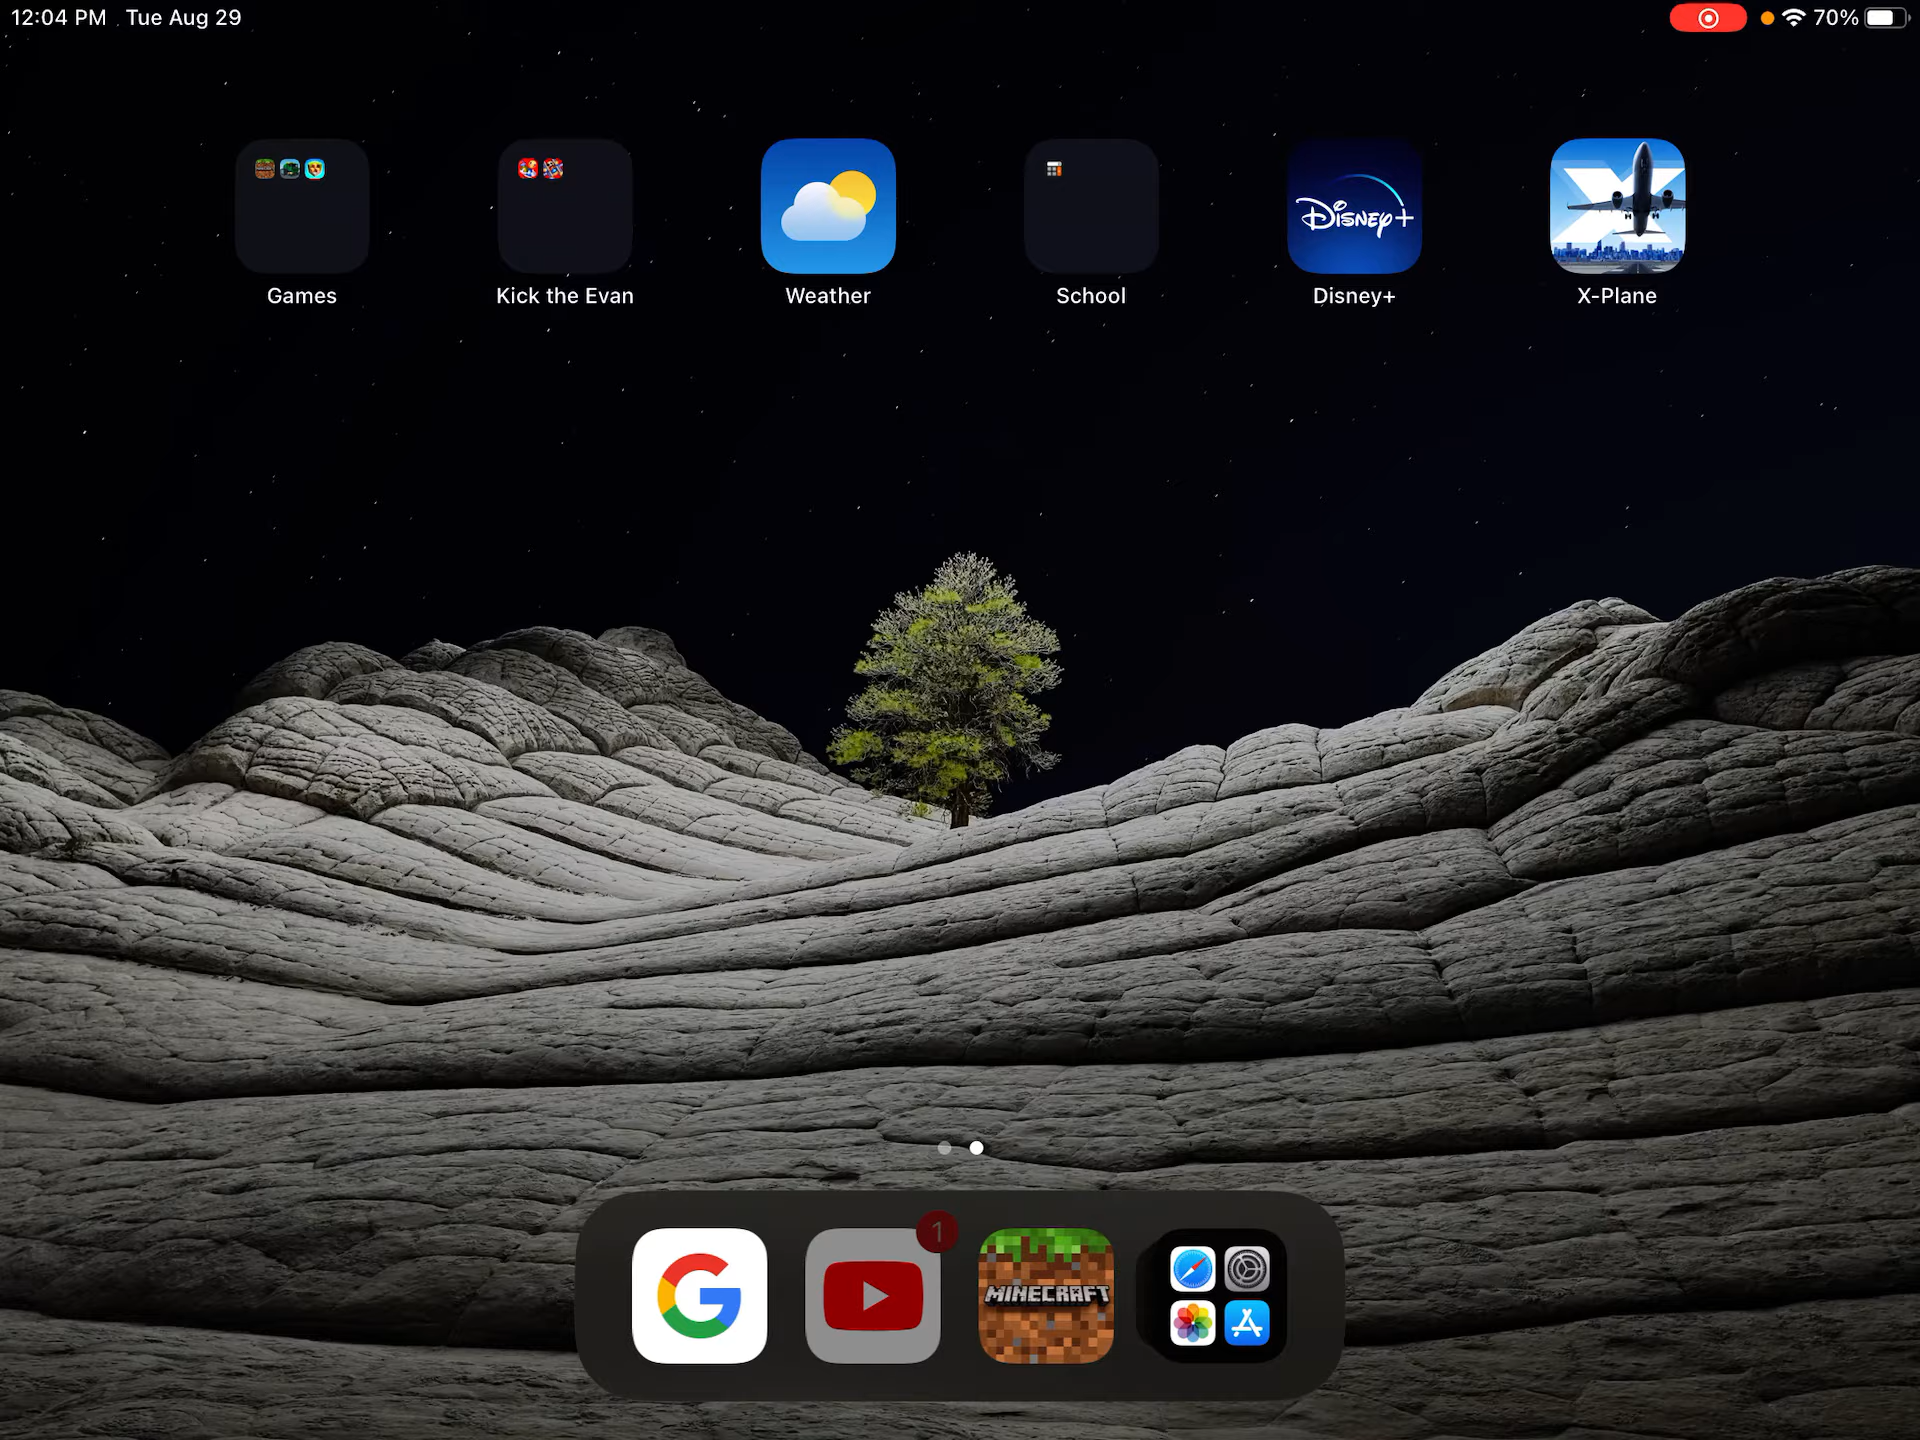 12:04 PM Tue Aug 29
70%
Games
Kick the Evan
Weather
School
Disney+
Disney+
X-Plane
1
MINECRAFT